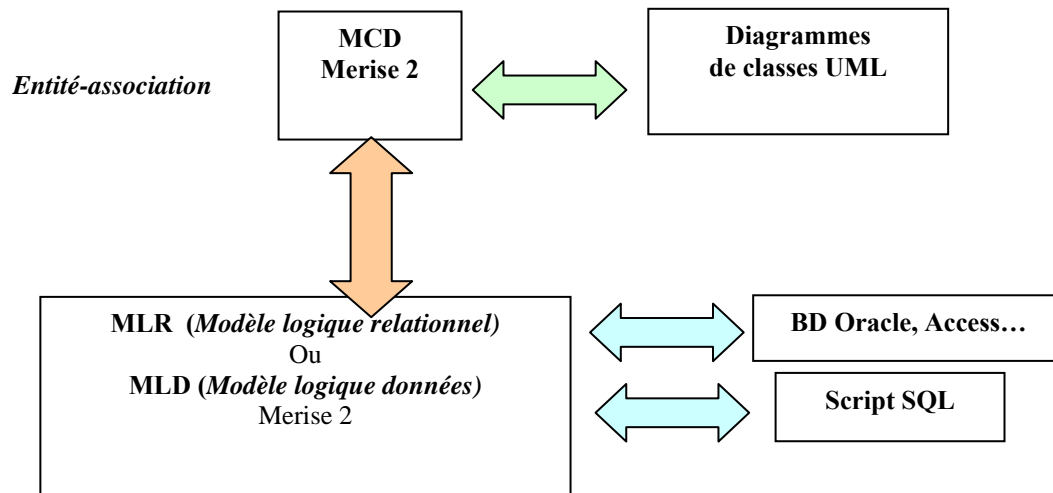 MCD
Merise 2
Diagrammes
de classes UML
Entité-association
MLR (Modèle logique relationnel)
Ou
MLD (Modèle logique données)
Merise 2
BD Oracle, Access…
Script SQL